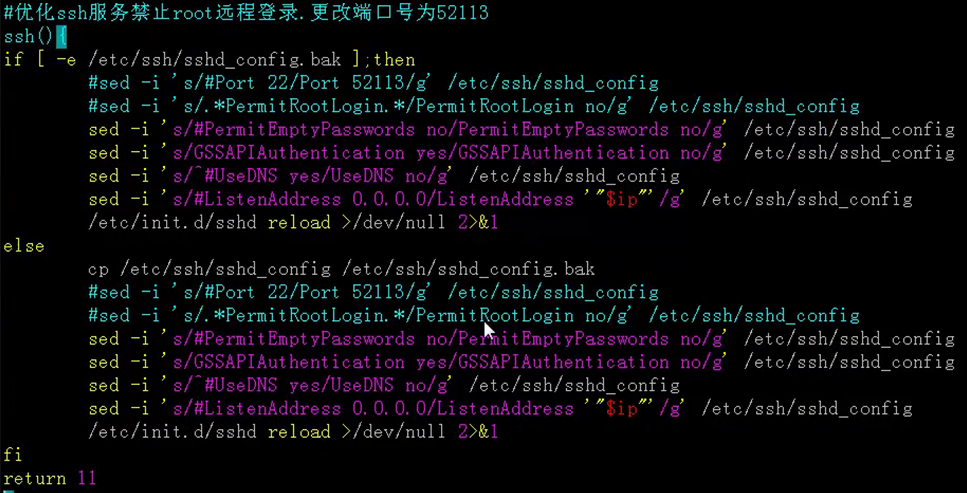 #优化ssh服务禁止root远程登录.更改端口号为52113
ssh(){
if [ -e /etc/ssh/sshd_config.bak ];then
#sed -i 's/#Port 22/Port 52113/g' /etc/ssh/sshd_config
#sed -i 's/.*PermitRootLogin.*/PermitRootLogin no/g' /etc/ssh/sshd_config
sed -i 's/#PermitEmptyPasswords no/PermitEmptyPasswords no/g' /etc/ssh/sshd_config
sed -i 's/GSSAPIAuthentication yes/GSSAPIAuthentication no/g' /etc/ssh/sshd_config
sed -i 's/^#UseDNS yes/UseDNS no/g' /etc/ssh/sshd_config
sed -i 's/#ListenAddress 0.0.0.0/ListenAddress '"$ip"'/g' /etc/ssh/sshd_config
/etc/init.d/sshd reload >/dev/null 2>&1
else
cp /etc/ssh/sshd_config /etc/ssh/sshd_config.bak
#sed -i 's/#Port 22/Port 52113/g' /etc/ssh/sshd_config
#sed -i 's/.*PermitRootLogin.*/PermitRootLogin no/g' /etc/ssh/sshd_config
sed -i 's/#PermitEmptyPasswords no/PermitEmptyPasswords no/g' /etc/ssh/sshd_config
sed -i 's/GSSAPIAuthentication yes/GSSAPIAuthentication no/g' /etc/ssh/sshd_config
sed -i 's/^#UseDNS yes/UseDNS no/g' /etc/ssh/sshd_config
sed -i 's/#ListenAddress 0.0.0.0/ListenAddress '"$ip"'/g' /etc/ssh/sshd_config
/etc/init.d/sshd reload >/dev/null 2>&1
fi
return 11